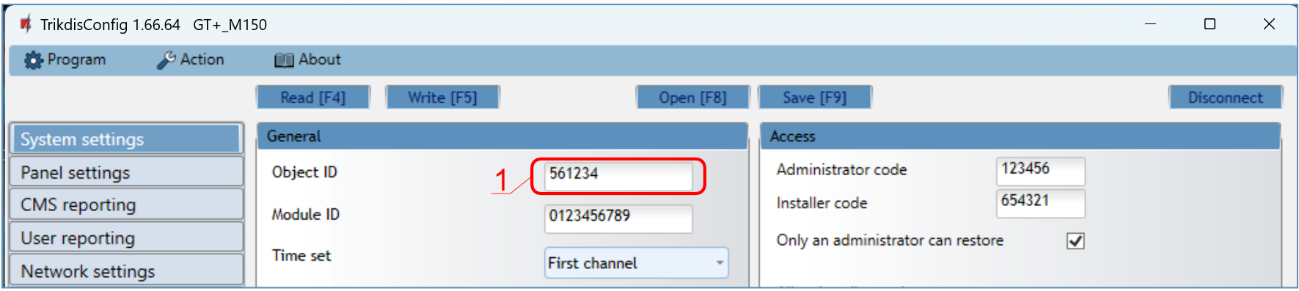 TrikdisConfig 1.66.64 GT+_M150
Program Action About
Read [F4] Write [F5] Open [F8] Save [F9] Disconnect
System settings
Panel settings
CMS reporting
User reporting
Network settings
General
Object ID 1 561234
Module ID 0123456789
Time set First channel
Access
Administrator code 123456
Installer code 654321
Only an administrator can restore